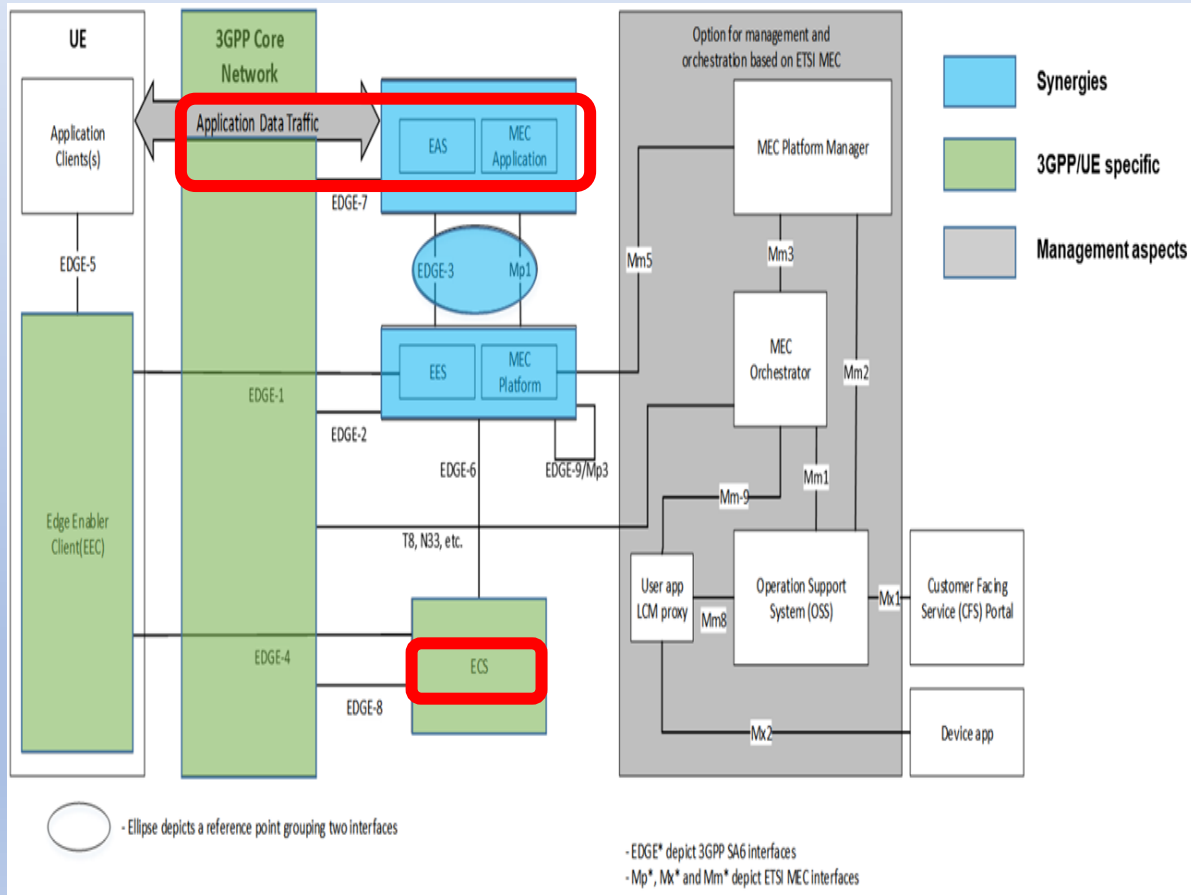 UE
3GPP Core
Network
Option for management and
orchestration based on ETSI MEC
Synergies
Application
Clients(s)
Application Data Traffic
EAS
MEC
Application
MEC Platform Manager
3GPP/UE specific
EDGE-7
EDGE-5
EDGE-3
Mp1
Mm5
Mm3
Management aspects
EES
MEC
Platform
MEC
Orchestrator
Mm2
EDGE-1
EDGE-2
EDGE-6
EDGE-9/Mp3
Mm1
Mm-9
Edge Enabler
Client(EEC)
T8, N33, etc.
User app
LCM proxy
Mm8
Operation Support
System (OSS)
Mx1
Customer Facing
Service (CFS) Portal
EDGE-4
ECS
EDGE-8
Mx2
Device app
- Ellipse depicts a reference point grouping two interfaces
- EDGE* depict 3GPP SA6 interfaces
- Mp*, Mx* and Mm* depict ETSI MEC interfaces